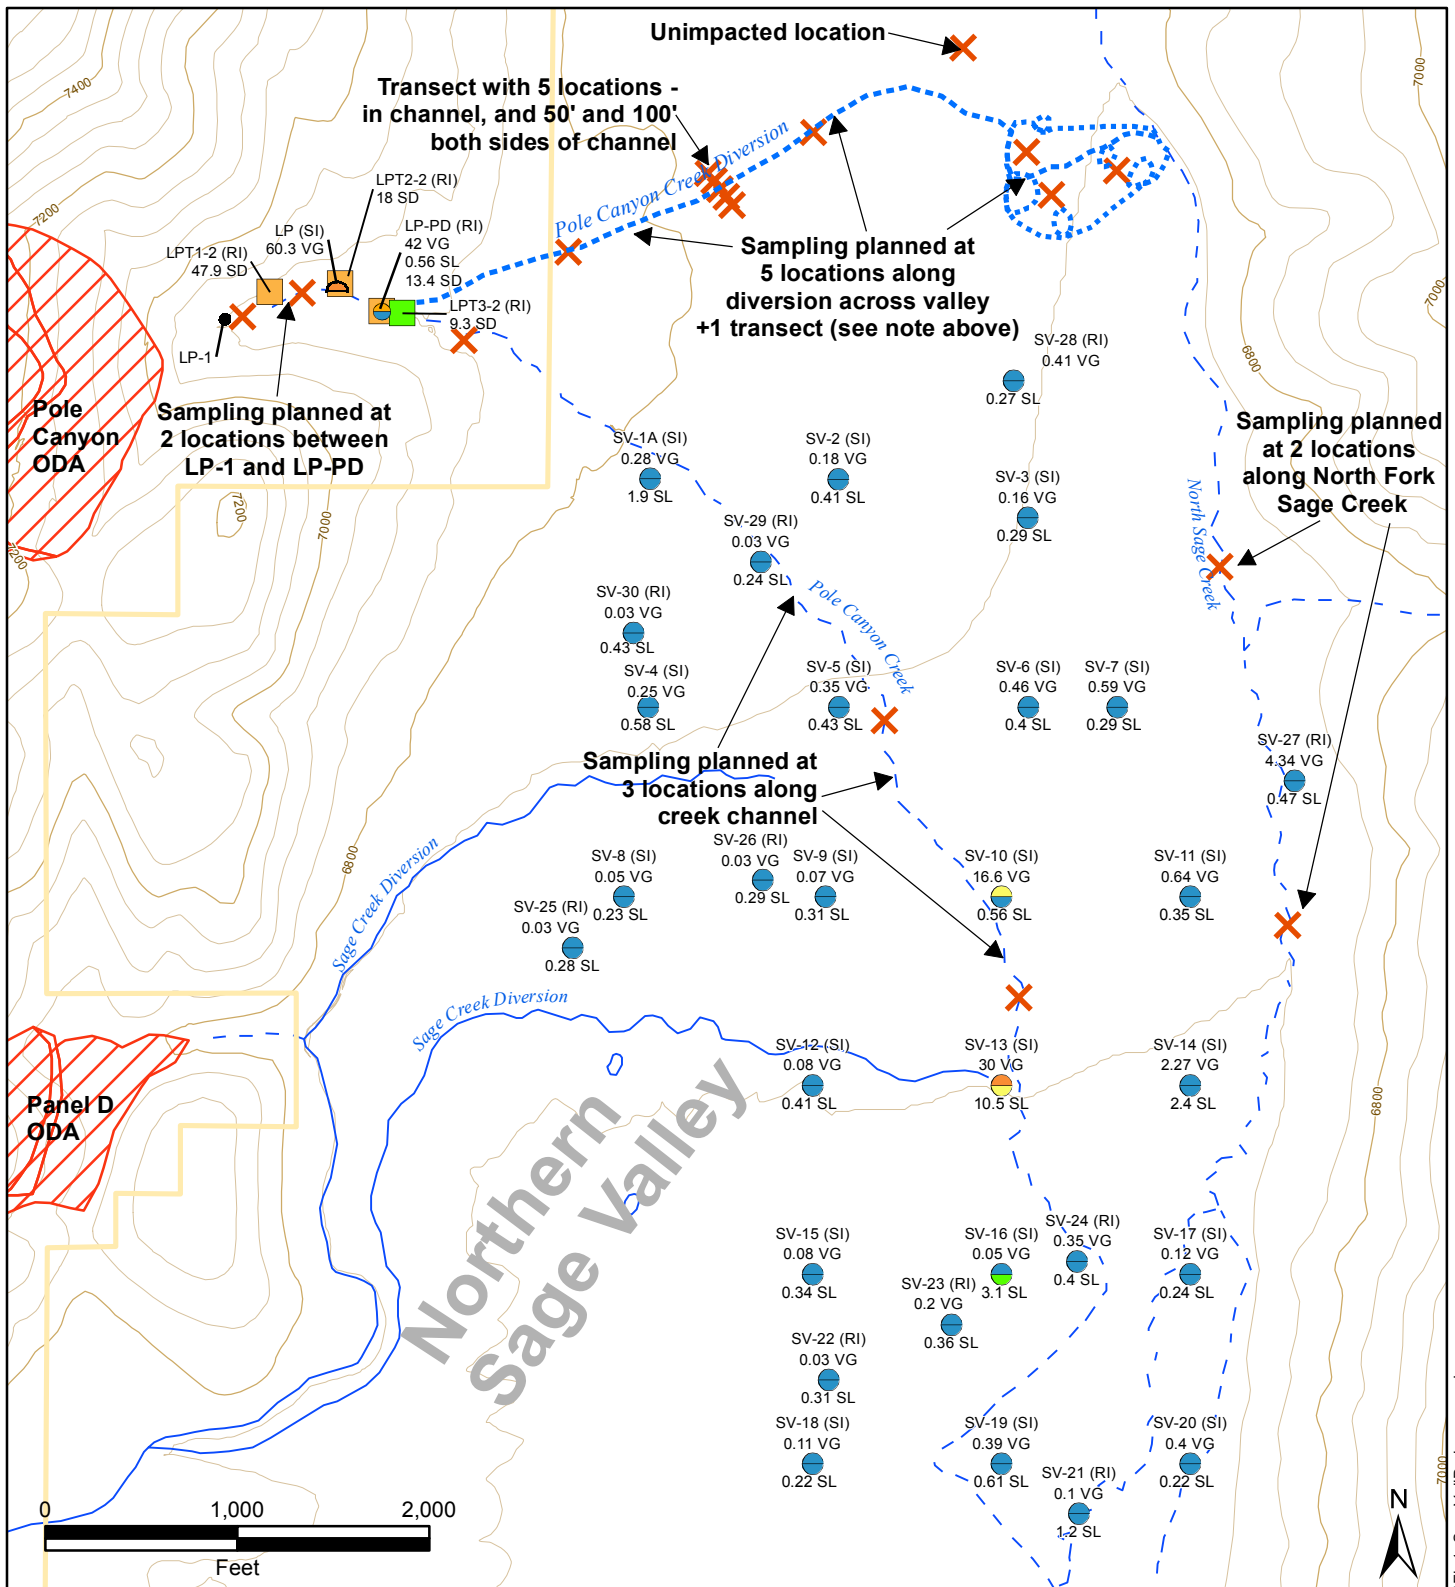 Unimpacted location
7400
7000
Transect with 5 locations -
in channel, and 50' and 100'
both sides of channel
Pole Canyon Creek Diversion
LPT2-2 (RI)
18 SD
7200
LP (SI)
60.3 VG
LP-PD (RI)
42 VG
0.56 SL
13.4 SD
LPT1-2 (RI)
47.9 SD
Sampling planned at
5 locations along
diversion across valley
+1 transect (see note above)
7000
LPT3-2 (RI)
9.3 SD
LP-1
6800
SV-28 (RI)
0.41 VG
0.27 SL
Pole
Canyon
ODA
Sampling planned at
2 locations between
LP-1 and LP-PD
Sampling planned
at 2 locations
along North Fork
Sage Creek
SV-1A (SI)
0.28 VG
1.9 SL
SV-2 (SI)
0.18 VG
0.41 SL
SV-3 (SI)
0.16 VG
0.29 SL
7200
7000
7200
North Sage Creek
SV-29 (RI)
0.03 VG
0.24 SL
Pole Canyon Creek
SV-30 (RI)
0.03 VG
0.43 SL
SV-4 (SI)
0.25 VG
0.58 SL
SV-5 (SI)
0.35 VG
0.43 SL
SV-6 (SI)
0.46 VG
0.4 SL
SV-7 (SI)
0.59 VG
0.29 SL
SV-27 (RI)
4.34 VG
0.47 SL
Sampling planned at
3 locations along
creek channel
6800
Sage Creek Diversion
SV-26 (RI)
0.03 VG
0.29 SL
SV-8 (SI)
0.05 VG
0.23 SL
SV-9 (SI)
0.07 VG
0.31 SL
SV-10 (SI)
16.6 VG
0.56 SL
SV-11 (SI)
0.64 VG
0.35 SL
SV-25 (RI)
0.03 VG
0.28 SL
Sage Creek Diversion
SV-12 (SI)
0.08 VG
0.41 SL
SV-13 (SI)
30 VG
10.5 SL
SV-14 (SI)
2.27 VG
2.4 SL
Panel D
ODA
6800
Northern
Sage Valley
SV-15 (SI)
0.08 VG
0.34 SL
SV-16 (SI)
0.05 VG
3.1 SL
SV-24 (RI)
0.35 VG
0.4 SL
SV-17 (SI)
0.12 VG
0.24 SL
SV-23 (RI)
0.2 VG
0.36 SL
SV-22 (RI)
0.03 VG
0.31 SL
SV-18 (SI)
0.11 VG
0.22 SL
SV-19 (SI)
0.39 VG
0.61 SL
SV-20 (SI)
0.4 VG
0.22 SL
SV-21 (RI)
0.1 VG
1.2 SL
7000
0 1,000 2,000
Feet
N